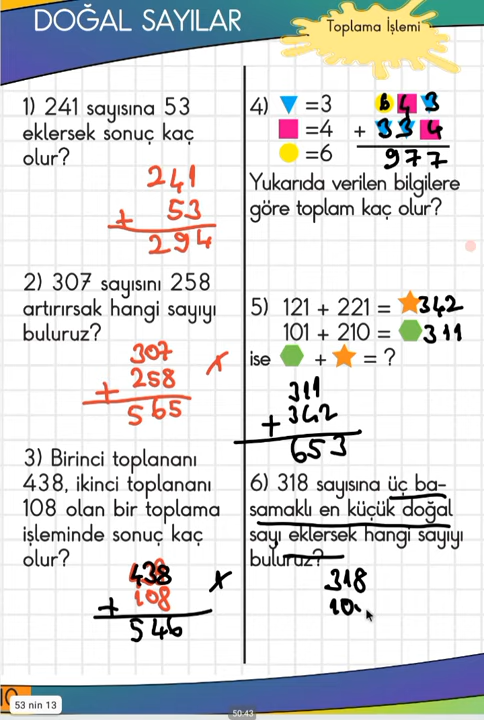 DOĞAL SAYILAR
Toplama İşlemi
1) 241 sayısına 53
eklersek sonuç kaç
olur?
241
+ 53
294
2) 307 sayısını 258
artırırsak hangi sayıyı
buluruz?
307
+ 258
565
3) Birinci toplananı
438, ikinci toplananı
108 olan bir toplama
işleminde sonuç kaç
olur?
438
+ 108
546
4) =3
=4
=6
643
+ 334
977
Yukarıda verilen bilgilere
göre toplam kaç olur?
5) 121 + 221 = 342
101 + 210 = 311
ise + = ?
311
+ 342
653
6) 318 sayısına üç ba-
samaklı en küçük doğal
sayı eklersek hangi sayıyı
buluruz?
318
10
53 nin 13
50:43